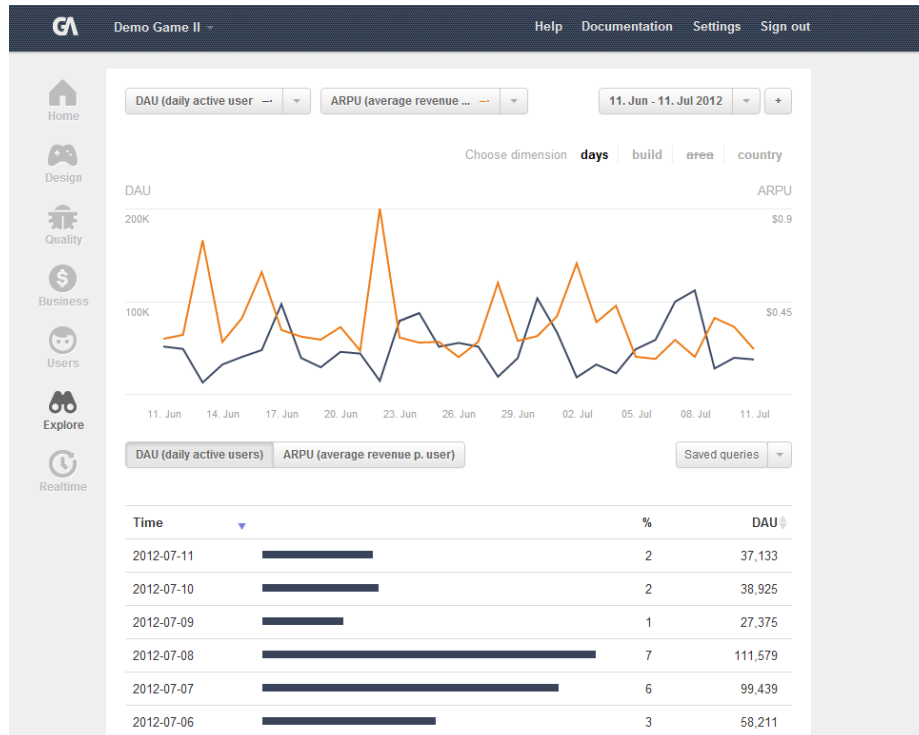 GA Demo Game II Help Documentation Settings Sign out
Home
Design
Quality
Business
Users
Explore
Realtime
DAU (daily active user ARPU (average revenue ... 11. Jun - 11. Jul 2012 +
Choose dimension days build area country
DAU ARPU
200K $0.9
100K $0.45
11. Jun 14. Jun 17. Jun 20. Jun 23. Jun 26. Jun 29. Jun 02. Jul 05. Jul 08. Jul 11. Jul
DAU (daily active users) ARPU (average revenue p. user) Saved queries
Time % DAU
2012-07-11 2 37,133
2012-07-10 2 38,925
2012-07-09 1 27,375
2012-07-08 7 111,579
2012-07-07 6 99,439
2012-07-06 3 58,211